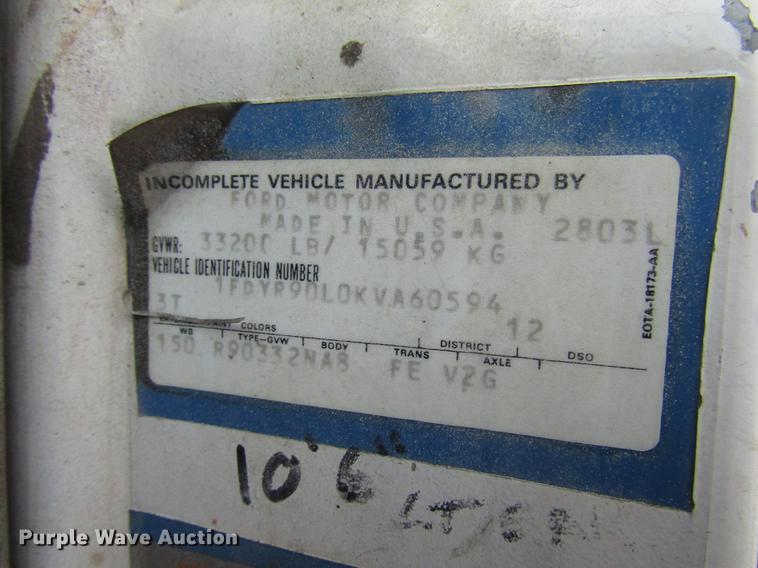 INCOMPLETE VEHICLE MANUFACTURED BY
FORD MOTOR COMPANY
MADE IN U.S.A.
2803L
GVWR: 33200 LB/ 15059 KG
VEHICLE IDENTIFICATION NUMBER
1FDYR90L0KVA60594
3T
12
COLORS
DISTRICT
DSO
WB
TYPE-GVW
BODY
TRANS
AXLE
150 R90332NA8 FE V2G
EOTA-18173-AA
10'6"
Purple Wave Auction